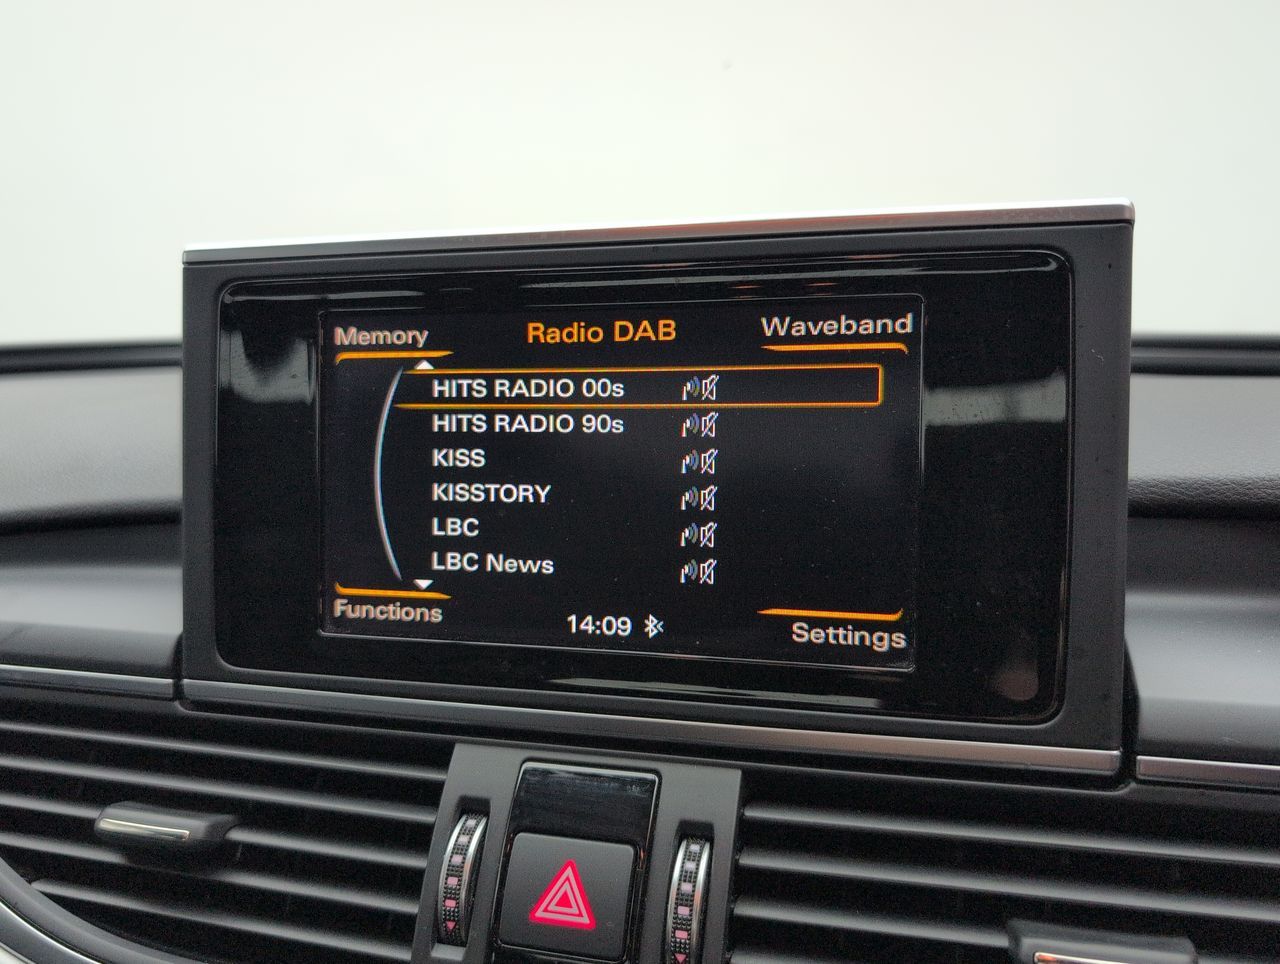 Memory
Radio DAB
Waveband
HITS RADIO 00s
HITS RADIO 90s
KISS
KISSTORY
LBC
LBC News
Functions
14:09
Settings